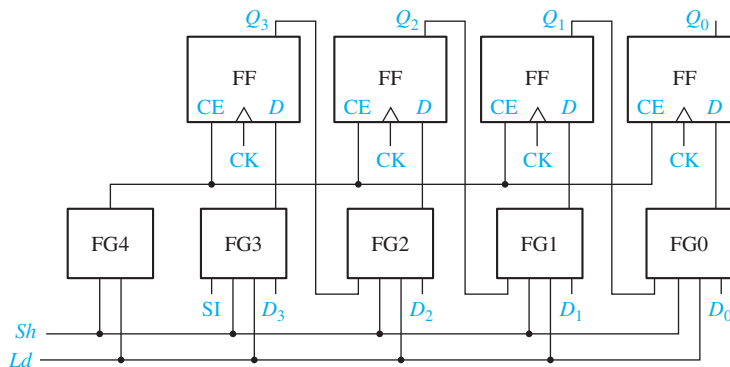 Q3 Q2 Q1 Q0
FF FF FF FF
CE D CE D CE D CE D
CK CK CK CK
FG4 FG3 FG2 FG1 FG0
SI D3 D2 D1 D0
Sh
Ld